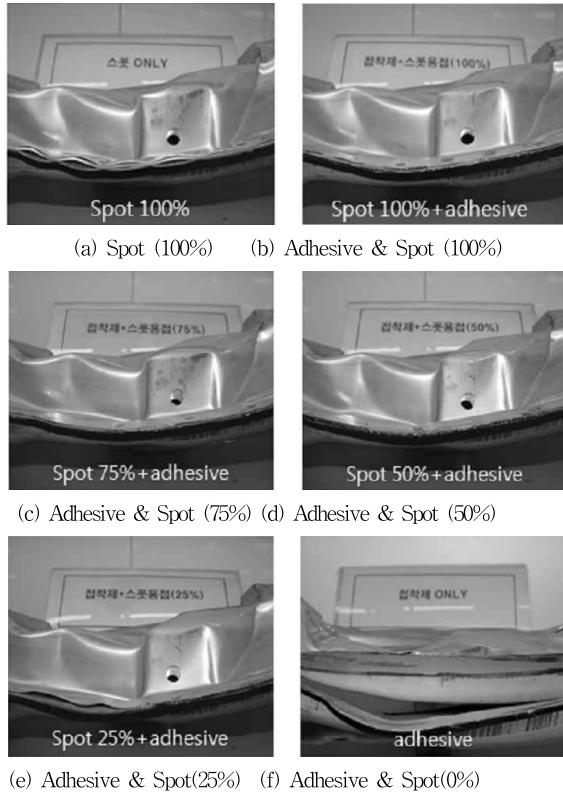 스폿 ONLY
접착제+스폿용접(100%)
Spot 100%
Spot 100%+adhesive
(a) Spot (100%)
(b) Adhesive & Spot (100%)
접착제+스폿용접(75%)
접착제+스폿용접(50%)
Spot 75%+adhesive
Spot 50%+adhesive
(c) Adhesive & Spot (75%)
(d) Adhesive & Spot (50%)
접착제+스폿용접(25%)
접착제 ONLY
Spot 25%+adhesive
adhesive
(e) Adhesive & Spot(25%)
(f) Adhesive & Spot(0%)